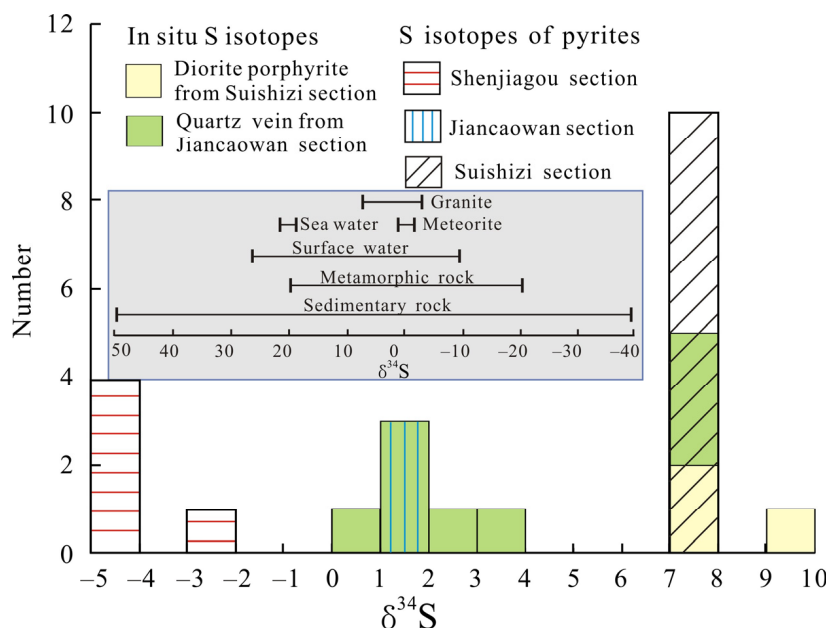 In situ S isotopes
Diorite porphyrite
from Suishizi section
Quartz vein from
Jiancaowan section
S isotopes of pyrites
Shenjiagou section
Jiancaowan section
Suishizi section
Granite
Sea water
Meteorite
Surface water
Metamorphic rock
Sedimentary rock
50 40 30 20 10 0 −10 −20 −30 −40
δ³⁴S
Number
12
10
8
6
4
2
0
−5 −4 −3 −2 −1 0 1 2 3 4 5 6 7 8 9 10
δ³⁴S